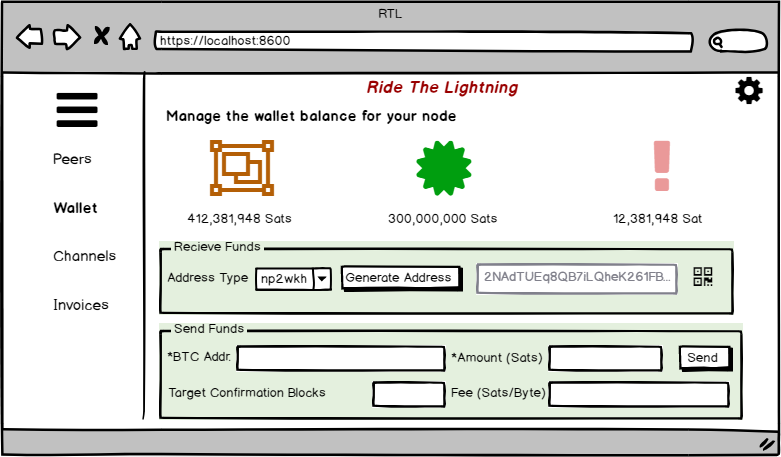 RTL
https://localhost:8600
Ride The Lightning
Manage the wallet balance for your node
Peers
Wallet
Channels
Invoices
412,381,948 Sats
300,000,000 Sats
12,381,948 Sat
Recieve Funds
Address Type
np2wkh
Generate Address
2NAdTUEq8QB7iLQheK261FB...
Send Funds
*BTC Addr.
*Amount (Sats)
Send
Target Confirmation Blocks
Fee (Sats/Byte)